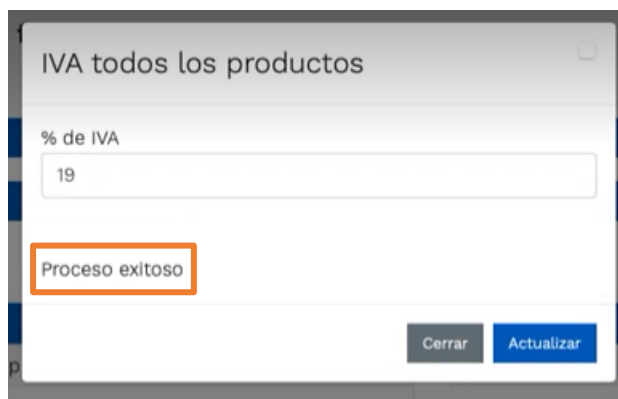 IVA todos los productos
% de IVA
19
Proceso exitoso
Cerrar
Actualizar
p